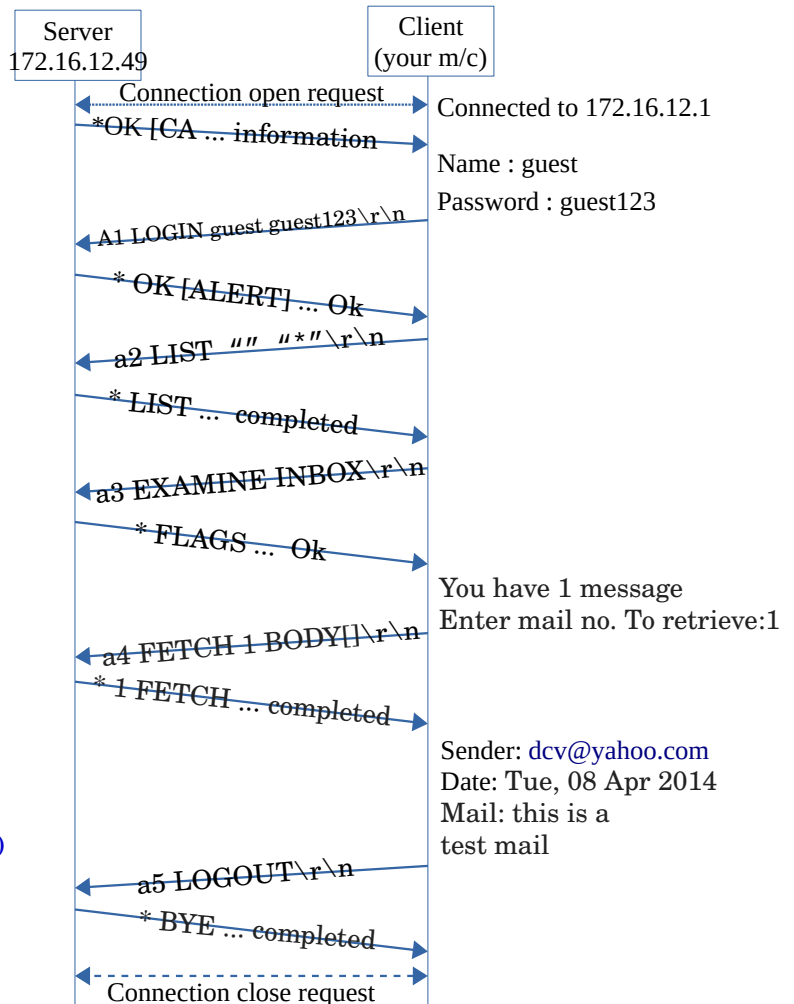 Server
172.16.12.49
Client
(your m/c)
Connection open request
Connected to 172.16.12.1
*OK [CA ... information
Name : guest
Password : guest123
A1 LOGIN guest guest123\r\n
* OK [ALERT] ... Ok
a2 LIST “” “*”\r\n
* LIST ... completed
a3 EXAMINE INBOX\r\n
* FLAGS ... Ok
You have 1 message
Enter mail no. To retrieve:1
a4 FETCH 1 BODY[]\r\n
* 1 FETCH ... completed
Sender: dcv@yahoo.com
Date: Tue, 08 Apr 2014
Mail: this is a
test mail
)
a5 LOGOUT\r\n
* BYE ... completed
Connection close request